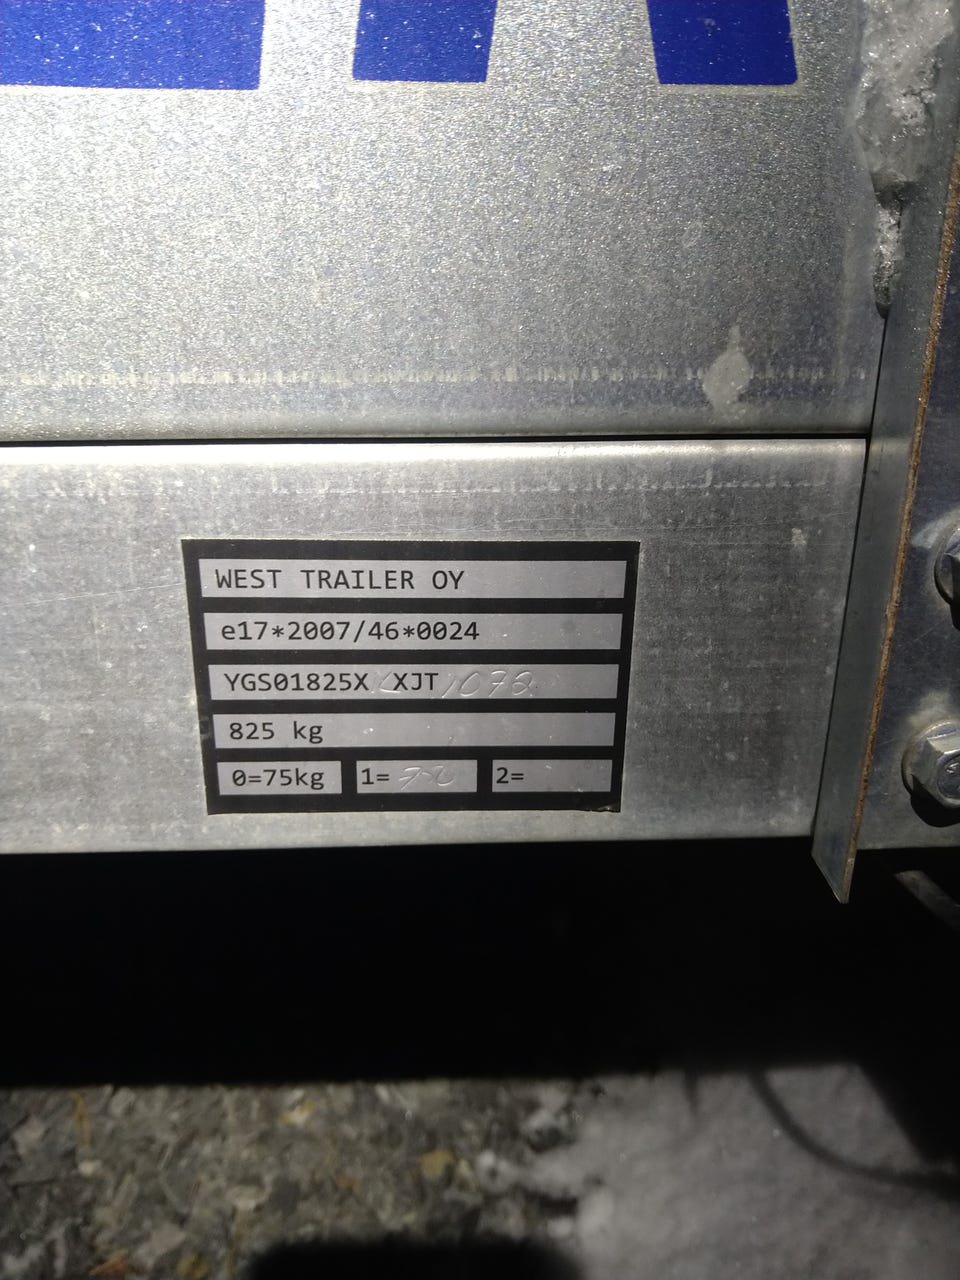 WEST TRAILER OY
e17*2007/46*0024
YGS01825X XJT
825 kg
0=75kg 1= 2=